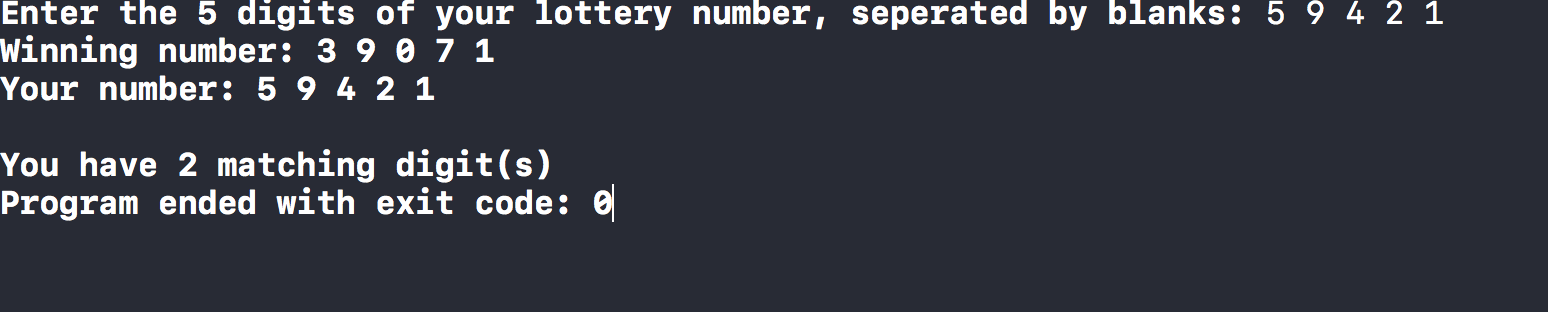 Enter the 5 digits of your lottery number, seperated by blanks: 5 9 4 2 1
Winning number: 3 9 0 7 1
Your number: 5 9 4 2 1
You have 2 matching digit(s)
Program ended with exit code: 0